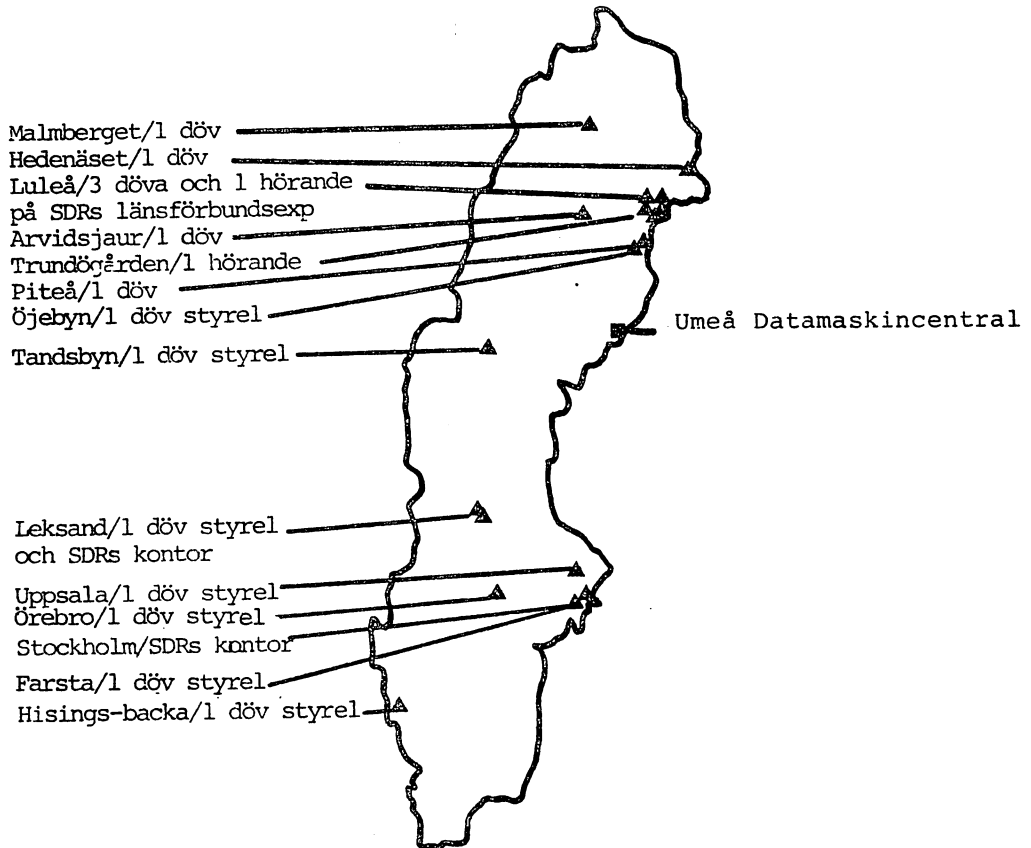 Malmberget/1 döv
Hedenäset/1 döv
Luleå/3 döva och 1 hörande
på SDRs länsförbundsexp
Arvidsjaur/1 döv
Trundögården/1 hörande
Piteå/1 döv
Öjebyn/1 döv styrel
Umeå Datamaskincentral
Tandsbyn/1 döv styrel
Leksand/1 döv styrel
och SDRs kontor
Uppsala/1 döv styrel
Örebro/1 döv styrel
Stockholm/SDRs kontor
Farsta/1 döv styrel
Hisings-backa/1 döv styrel